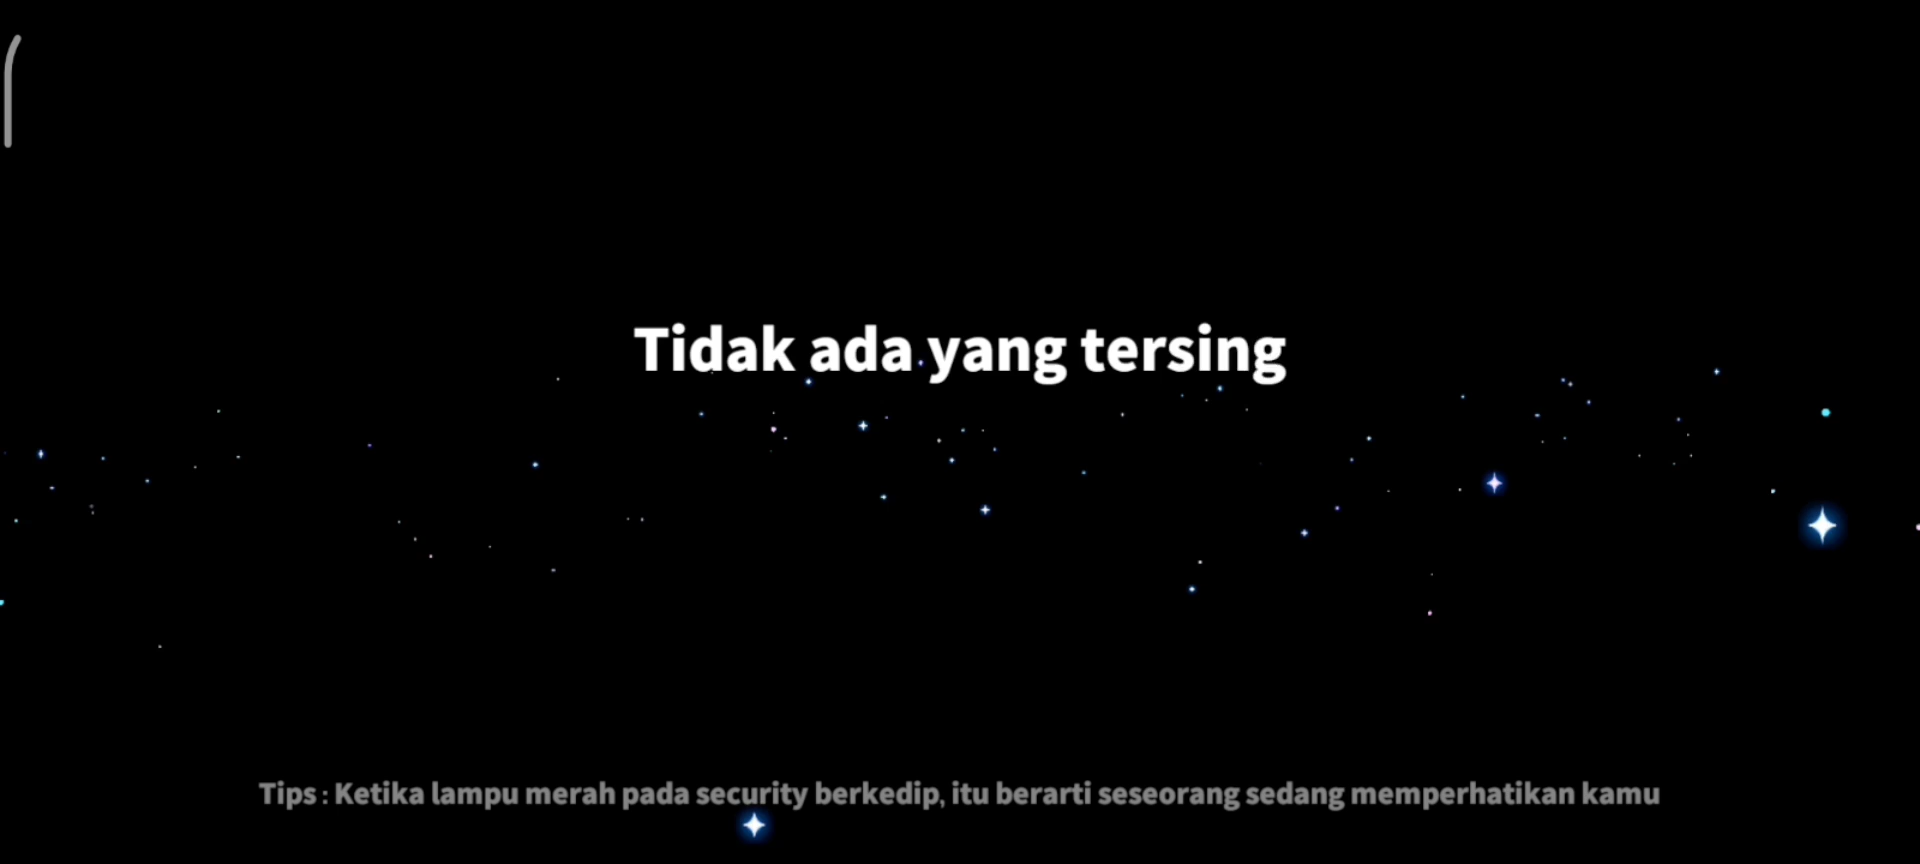 Tidak ada yang tersing
Tips : Ketika lampu merah pada security berkedip, itu berarti seseorang sedang memperhatikan kamu